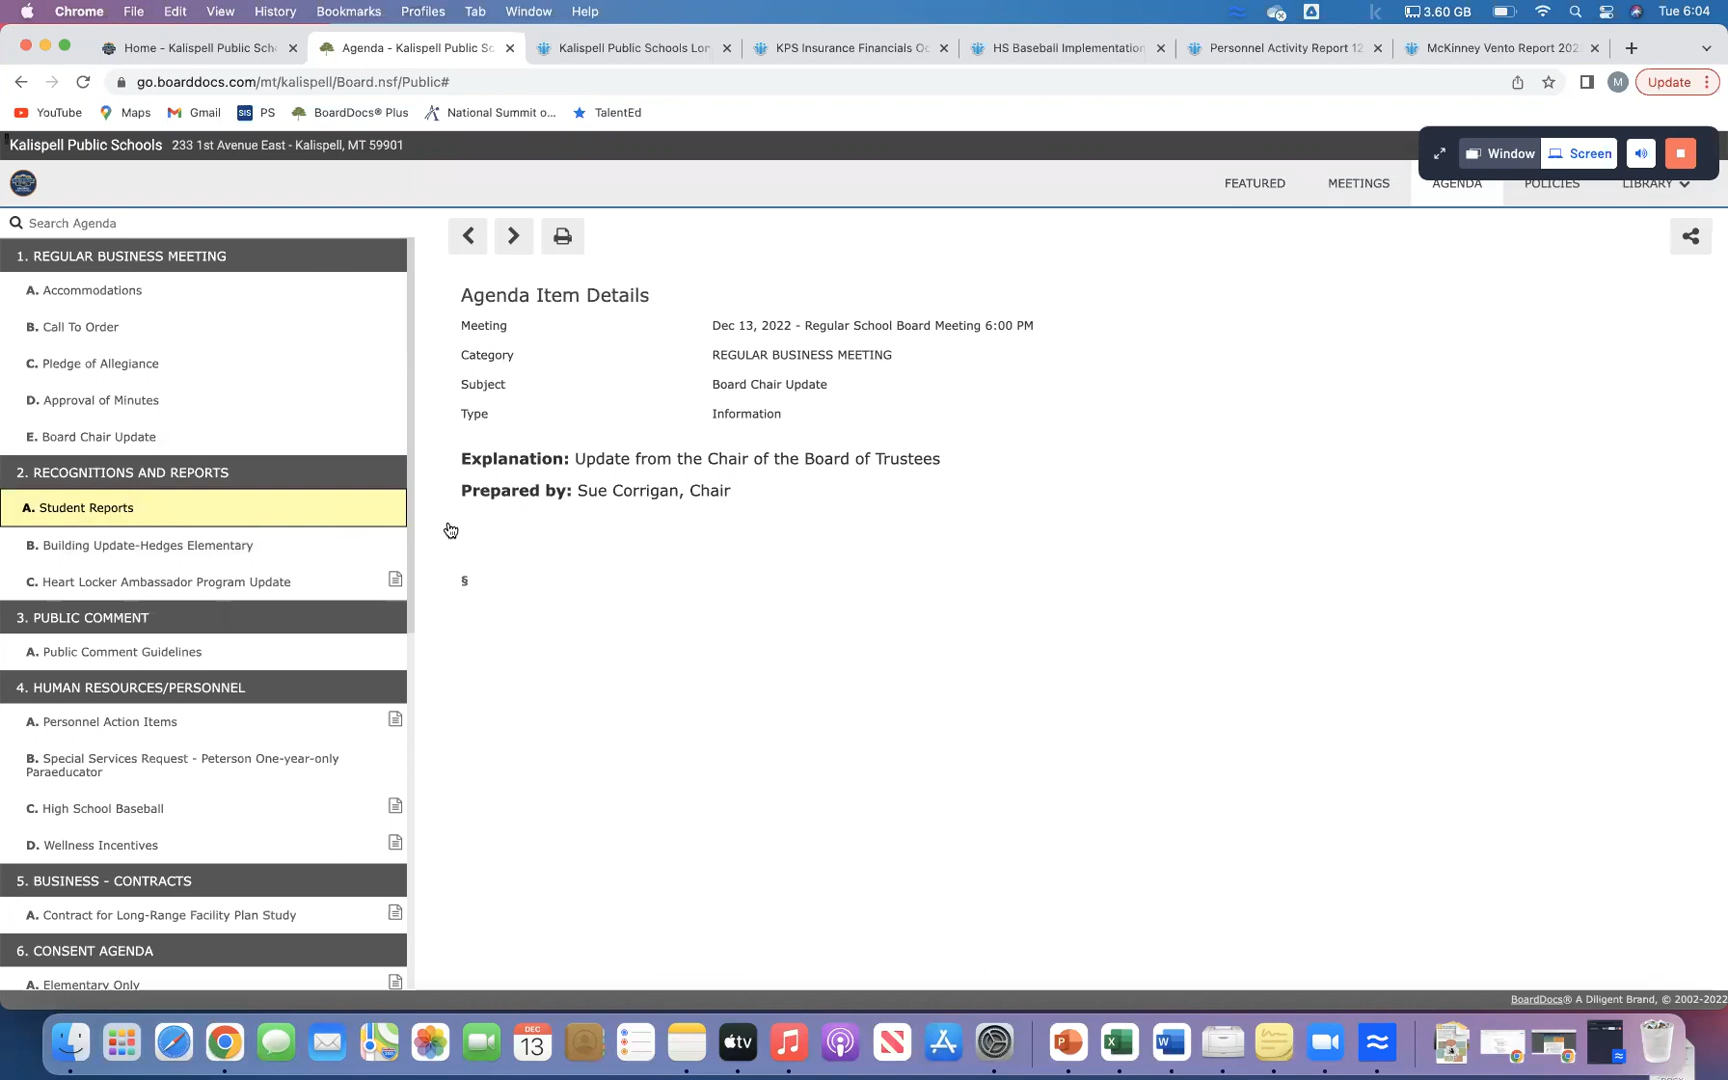 Chrome File Edit View History Bookmarks Profiles Tab Window Help 3.60 GB Tue 6:04
Home - Kalispell Public Sch Agenda - Kalispell Public Sc Kalispell Public Schools Lon KPS Insurance Financials Oc HS Baseball Implementation Personnel Activity Report 12 McKinney Vento Report 202
go.boarddocs.com/mt/kalispell/Board.nsf/Public# M Update
YouTube Maps Gmail SIS PS BoardDocs® Plus National Summit o... TalentEd
Kalispell Public Schools 233 1st Avenue East - Kalispell, MT 59901
Window Screen
FEATURED MEETINGS AGENDA POLICIES LIBRARY
Search Agenda
1. REGULAR BUSINESS MEETING
A. Accommodations
B. Call To Order
C. Pledge of Allegiance
D. Approval of Minutes
E. Board Chair Update
2. RECOGNITIONS AND REPORTS
A. Student Reports
B. Building Update-Hedges Elementary
C. Heart Locker Ambassador Program Update
3. PUBLIC COMMENT
A. Public Comment Guidelines
4. HUMAN RESOURCES/PERSONNEL
A. Personnel Action Items
B. Special Services Request - Peterson One-year-only
Paraeducator
C. High School Baseball
D. Wellness Incentives
5. BUSINESS - CONTRACTS
A. Contract for Long-Range Facility Plan Study
6. CONSENT AGENDA
A. Elementary Only
Agenda Item Details
Meeting Dec 13, 2022 - Regular School Board Meeting 6:00 PM
Category REGULAR BUSINESS MEETING
Subject Board Chair Update
Type Information
Explanation: Update from the Chair of the Board of Trustees
Prepared by: Sue Corrigan, Chair
§
BoardDocs® A Diligent Brand, © 2002-2022
DEC
13
tv